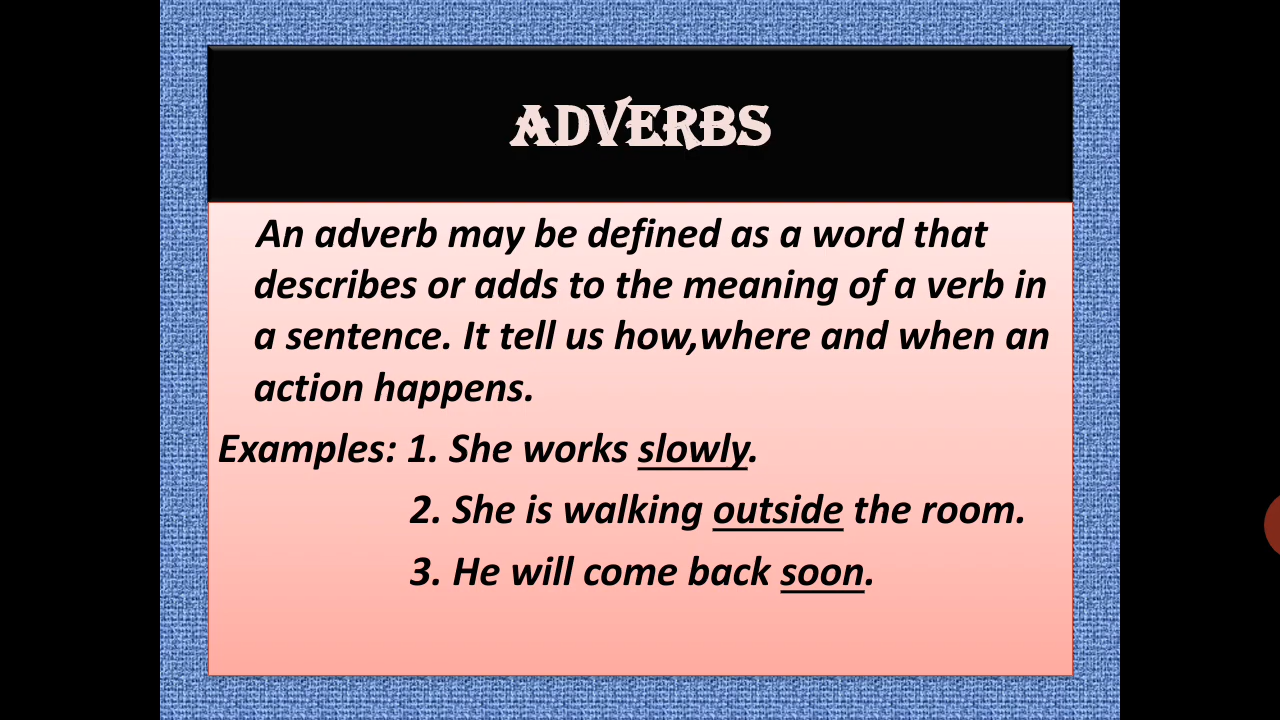 ADVERBS
An adverb may be defined as a word that
describes or adds to the meaning of a verb in
a sentence. It tell us how,where and when an
action happens.
Examples: 1. She works slowly.
2. She is walking outside the room.
3. He will come back soon.